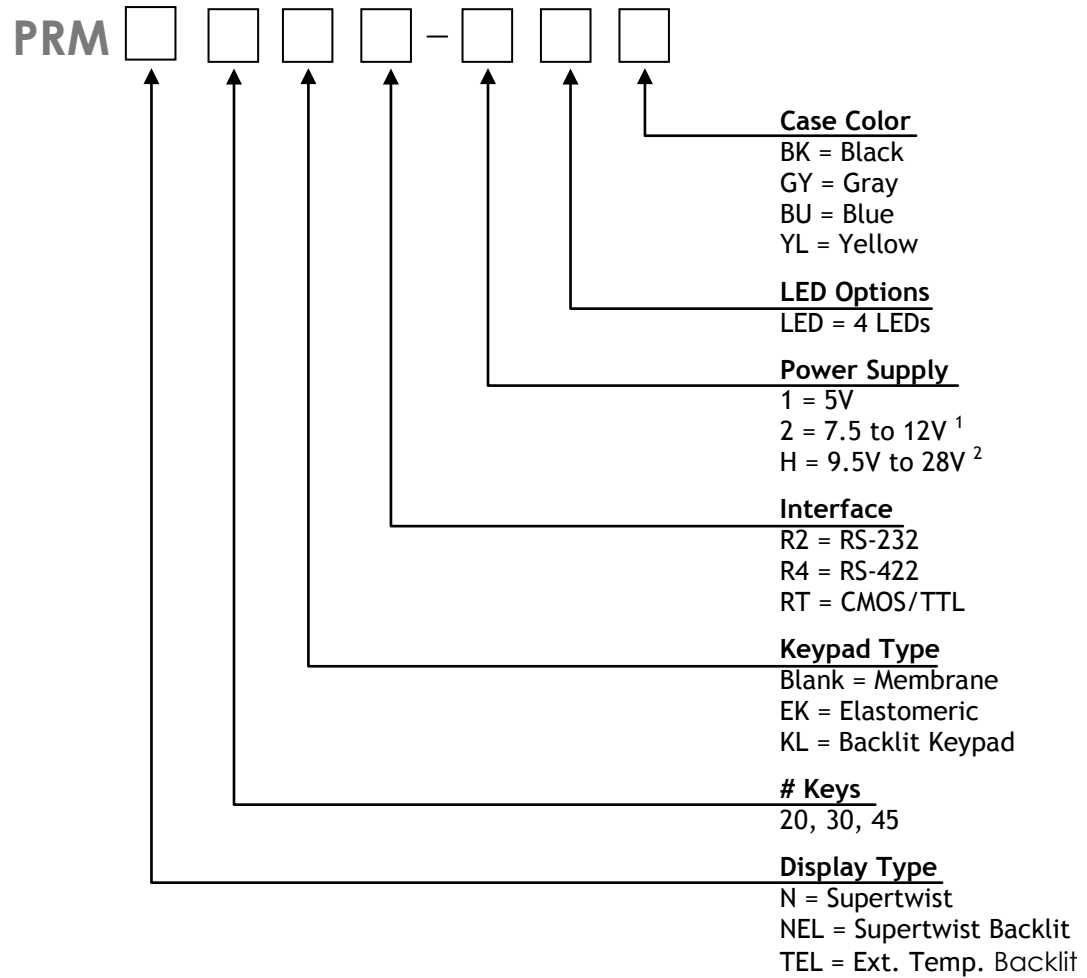 PRM –
Case Color
BK = Black
GY = Gray
BU = Blue
YL = Yellow
LED Options
LED = 4 LEDs
Power Supply
1 = 5V
2 = 7.5 to 12V 1
H = 9.5V to 28V 2
Interface
R2 = RS-232
R4 = RS-422
RT = CMOS/TTL
Keypad Type
Blank = Membrane
EK = Elastomeric
KL = Backlit Keypad
# Keys
20, 30, 45
Display Type
N = Supertwist
NEL = Supertwist Backlit
TEL = Ext. Temp. Backlit